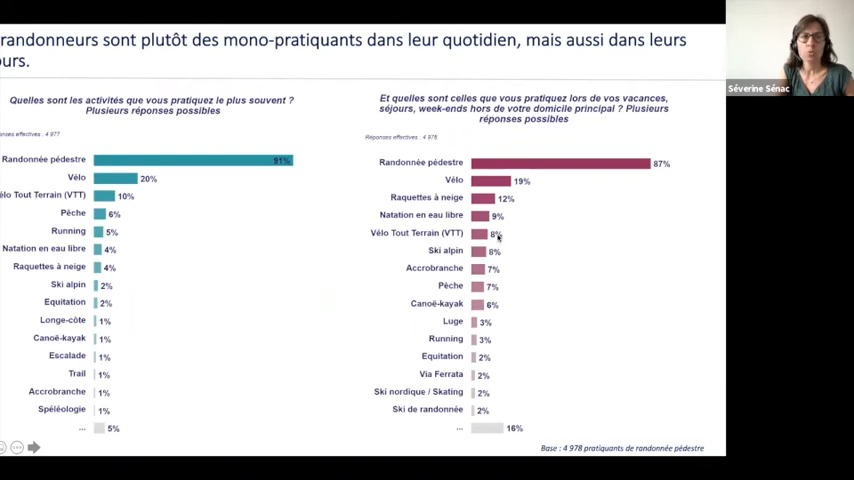 randonneurs sont plutôt des mono-pratiquants dans leur quotidien, mais aussi dans leurs
ours.
Séverine Sénac
Quelles sont les activités que vous pratiquez le plus souvent ?
Plusieurs réponses possibles
nses effectives : 4 977
Randonnée pédestre 91%
Vélo 20%
élo Tout Terrain (VTT) 10%
Pêche 6%
Running 5%
Natation en eau libre 4%
Raquettes à neige 4%
Ski alpin 2%
Equitation 2%
Longe-côte 1%
Canoë-kayak 1%
Escalade 1%
Trail 1%
Accrobranche 1%
Spéléologie 1%
... 5%
Et quelles sont celles que vous pratiquez lors de vos vacances,
séjours, week-ends hors de votre domicile principal ? Plusieurs
réponses possibles
Réponses effectives : 4 976
Randonnée pédestre 87%
Vélo 19%
Raquettes à neige 12%
Natation en eau libre 9%
Vélo Tout Terrain (VTT) 8%
Ski alpin 8%
Accrobranche 7%
Pêche 7%
Canoë-kayak 6%
Luge 3%
Running 3%
Equitation 2%
Via Ferrata 2%
Ski nordique / Skating 2%
Ski de randonnée 2%
... 16%
Base : 4 978 pratiquants de randonnée pédestre